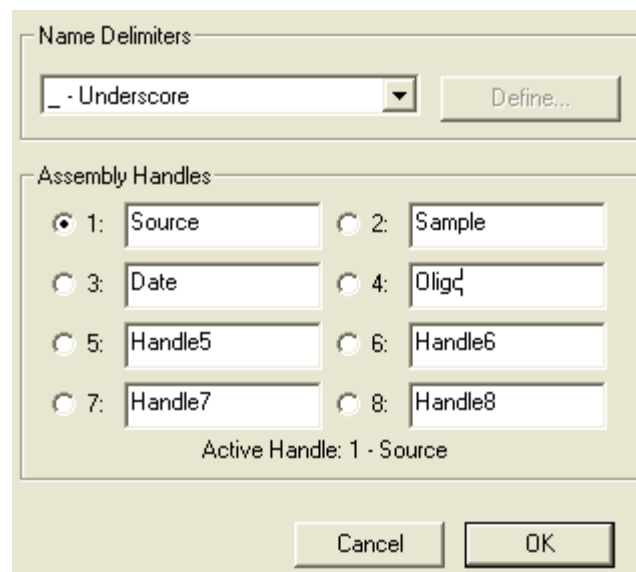 Name Delimiters
_ - Underscore Define...
Assembly Handles
1: Source 2: Sample
3: Date 4: Oligo
5: Handle5 6: Handle6
7: Handle7 8: Handle8
Active Handle: 1 - Source
Cancel OK